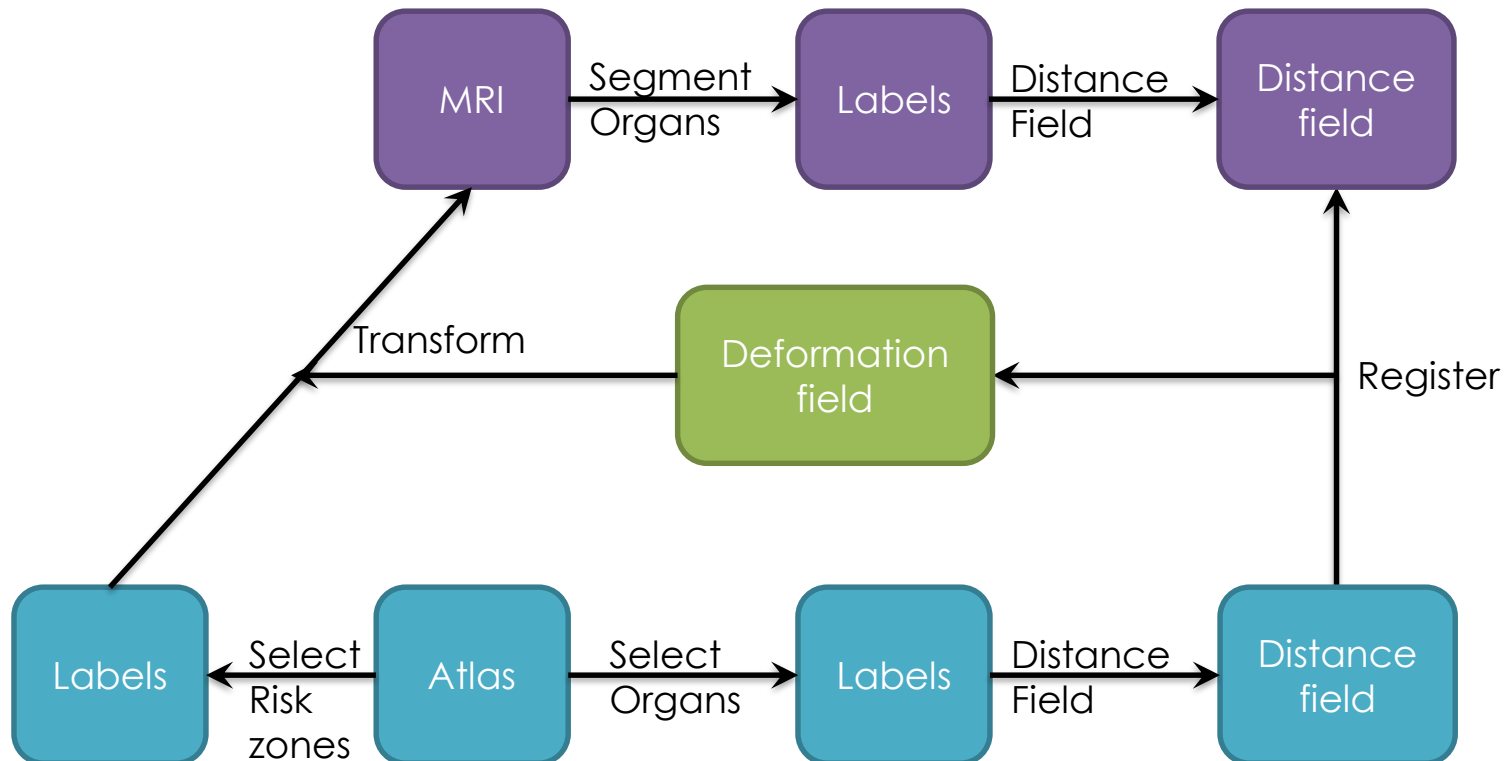 MRI
Segment
Organs
Labels
Distance
Field
Distance
field
Transform
Deformation
field
Register
Labels
Select
Risk
zones
Atlas
Select
Organs
Labels
Distance
Field
Distance
field